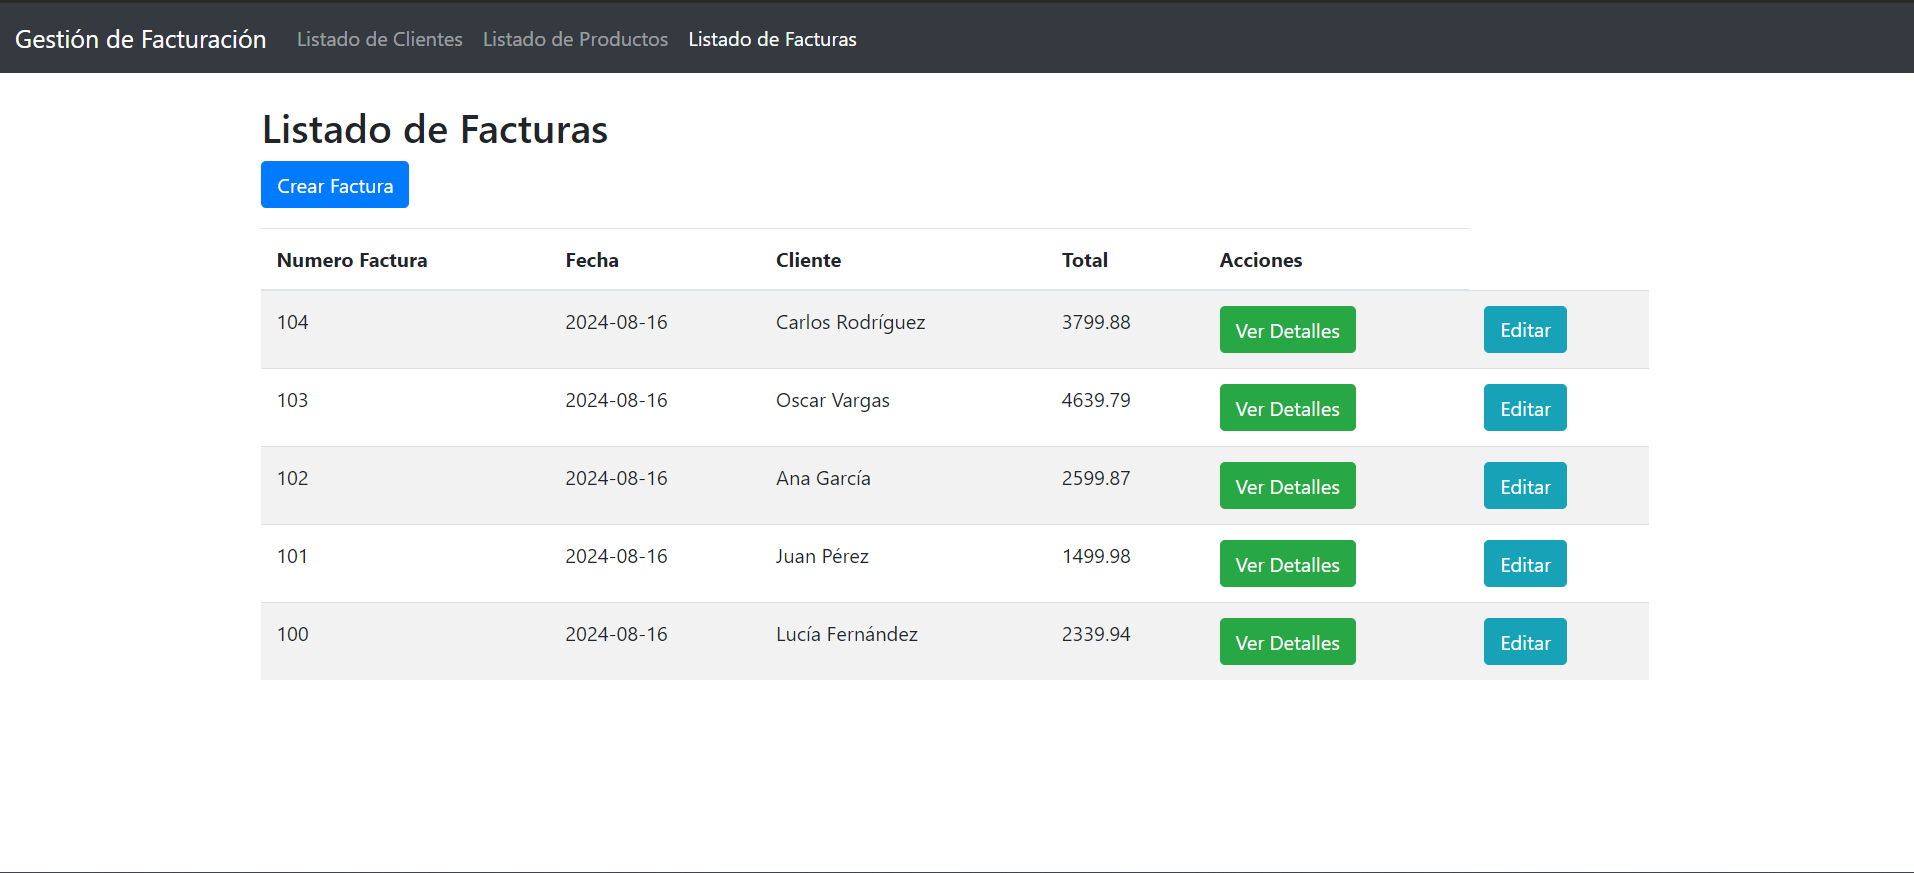 Gestión de Facturación Listado de Clientes Listado de Productos Listado de Facturas
Listado de Facturas
Crear Factura
Numero Factura Fecha Cliente Total Acciones
104 2024-08-16 Carlos Rodríguez 3799.88 Ver Detalles Editar
103 2024-08-16 Oscar Vargas 4639.79 Ver Detalles Editar
102 2024-08-16 Ana García 2599.87 Ver Detalles Editar
101 2024-08-16 Juan Pérez 1499.98 Ver Detalles Editar
100 2024-08-16 Lucía Fernández 2339.94 Ver Detalles Editar